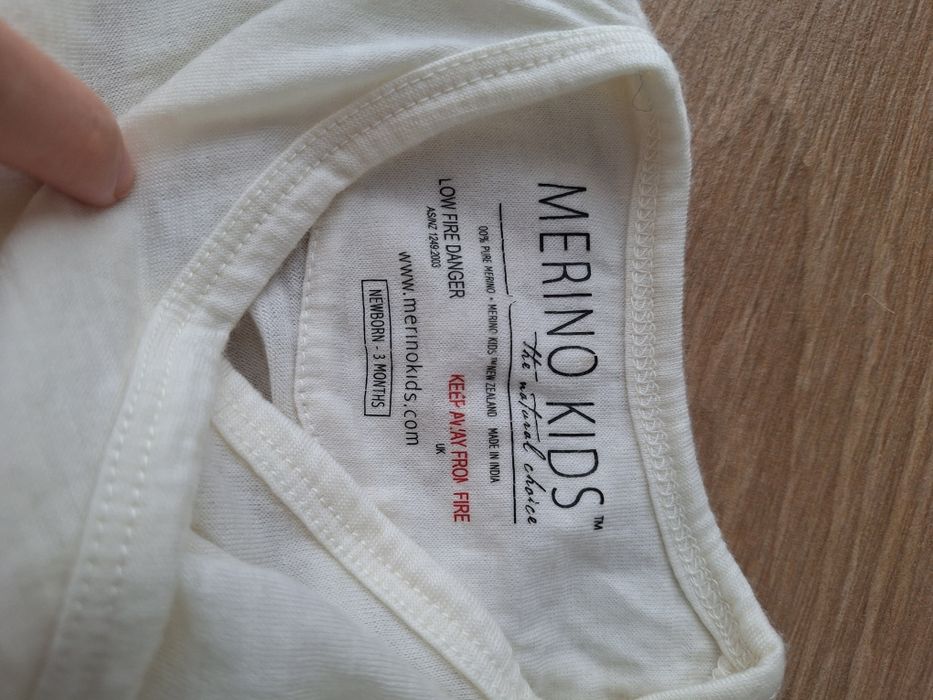 MERINO KIDS™
the natural choice
00% PURE MERINO • MERINO KIDS ™NEW ZEALAND MADE IN INDIA
LOW FIRE DANGER
AS/NZ 1249:2003
KEEP AWAY FROM FIRE
UK
www.merinokids.com
NEWBORN - 3 MONTHS